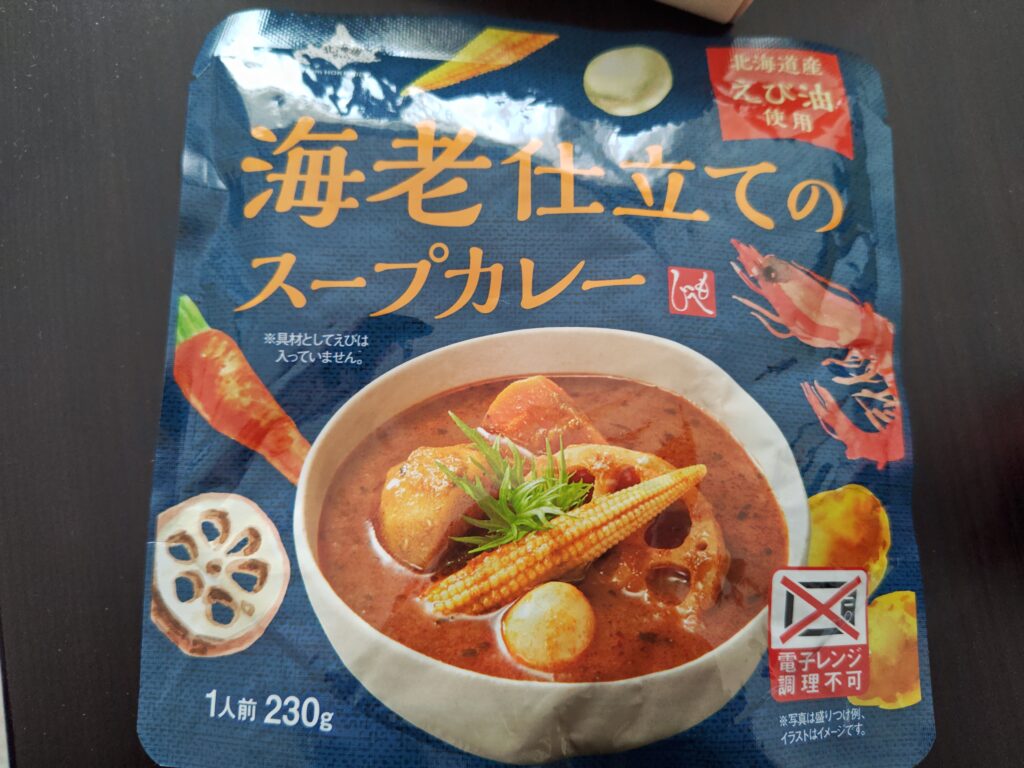 北海道産
えび油
使用
海老仕立ての
スープカレー
もへじ
※具材としてえびは
入っていません。
電子レンジ
調理不可
1人前 230g
※写真は盛りつけ例、
イラストはイメージです。